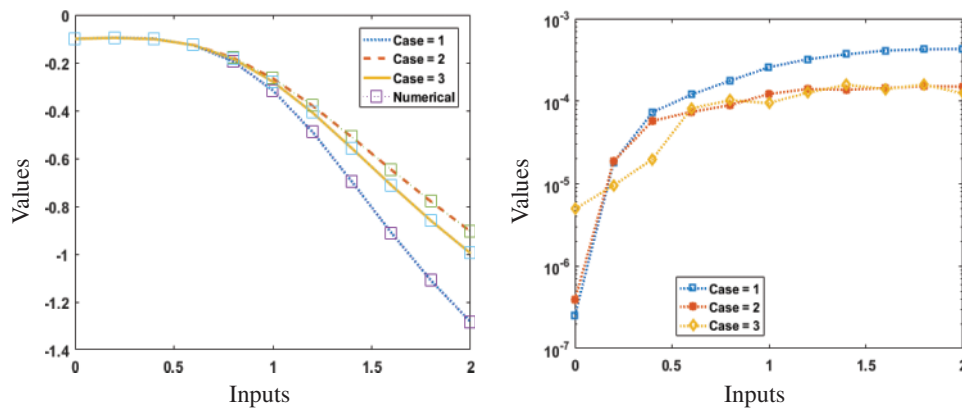 0
-0.2
-0.4
-0.6
-0.8
-1
-1.2
-1.4
Values
0 0.5 1 1.5 2
Inputs
Case = 1
Case = 2
Case = 3
Numerical
10^-3
10^-4
10^-5
10^-6
10^-7
Values
0 0.5 1 1.5 2
Inputs
Case = 1
Case = 2
Case = 3